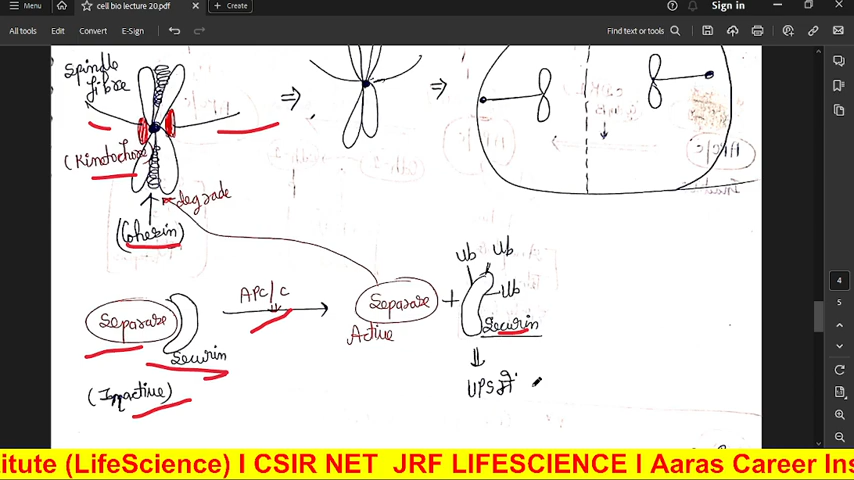 Menu
cell bio lecture 20.pdf
Create
Sign in
All tools
Edit
Convert
E-Sign
Find text or tools
Spindle
fibre
(Kinetochore
degrade
(Cohesin)
APC/C
Separase
Securin
(Inactive)
APC/C
Separase
Active
+
Ub Ub
Ub
Securin
UPS
4
5
itute (LifeScience) I CSIR NET JRF LIFESCIENCE I Aaras Career Ins